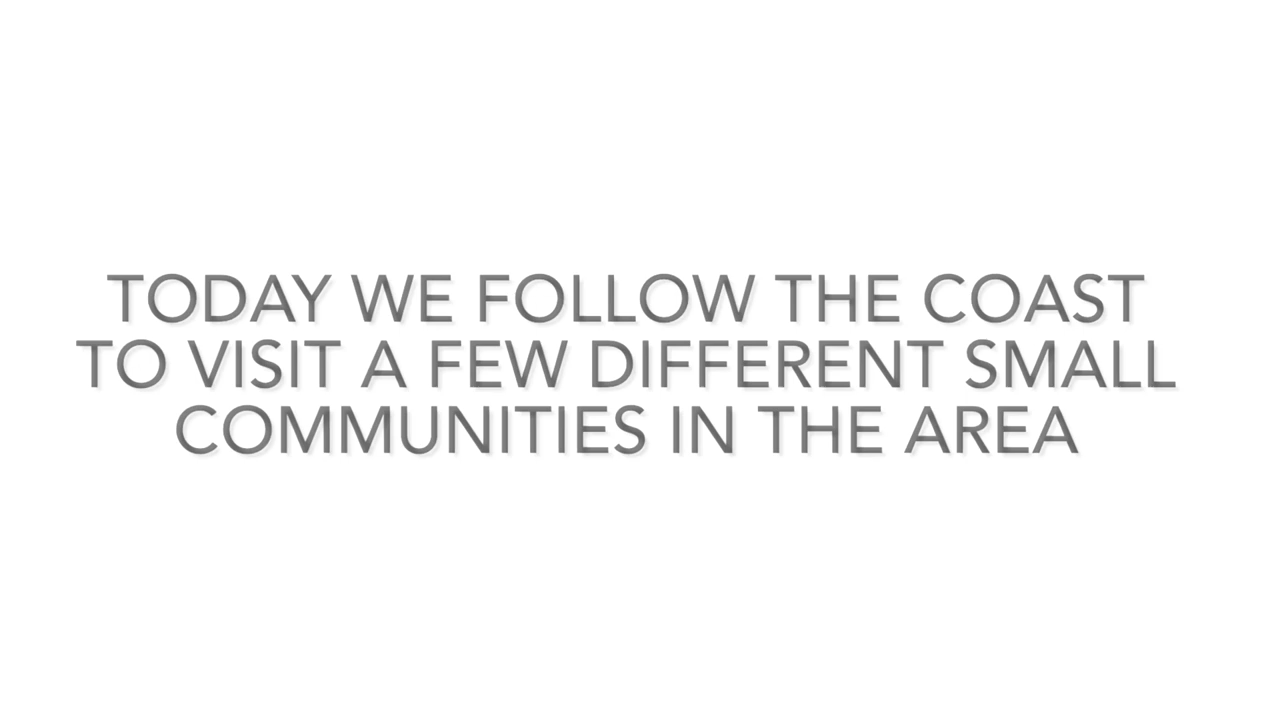 TODAY WE FOLLOW THE COAST
TO VISIT A FEW DIFFERENT SMALL
COMMUNITIES IN THE AREA